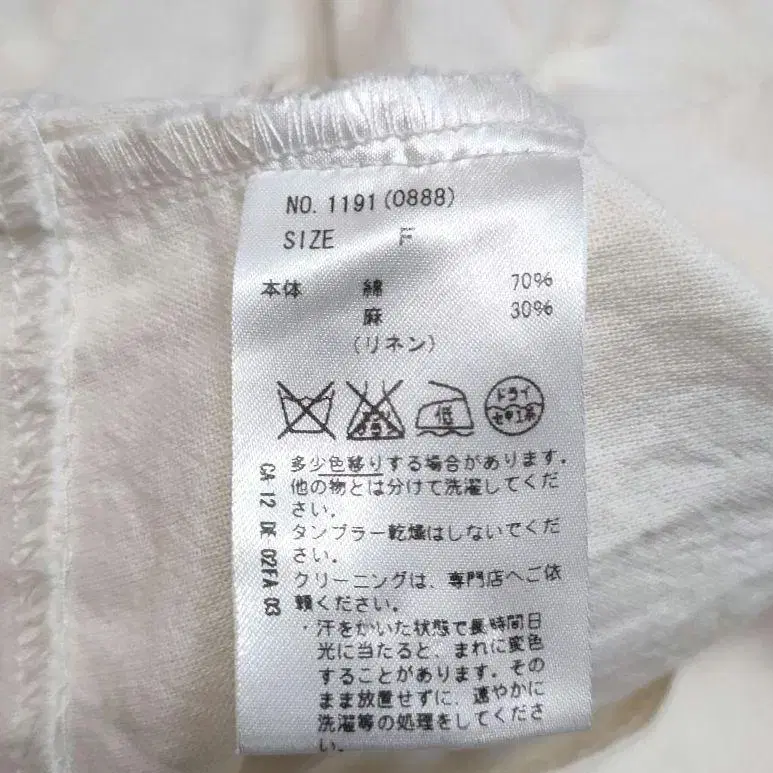 NO. 1191(0888)
SIZE F
本体 綿 70%
麻 30%
(リネン)
低
ドライ
セキユ系
多少色移りする場合があります。
他の物とは分けて洗濯してくだ
さい。
タンブラー乾燥はしないでくだ
さい。
クリーニングは、専門店へご依
頼ください。
・汗をかいた状態で長時間日
光に当たると、まれに変色
することがあります。その
まま放置せずに、速やかに
洗濯等の処理をしてくださ
い。
CA 12 DE 02FA 03